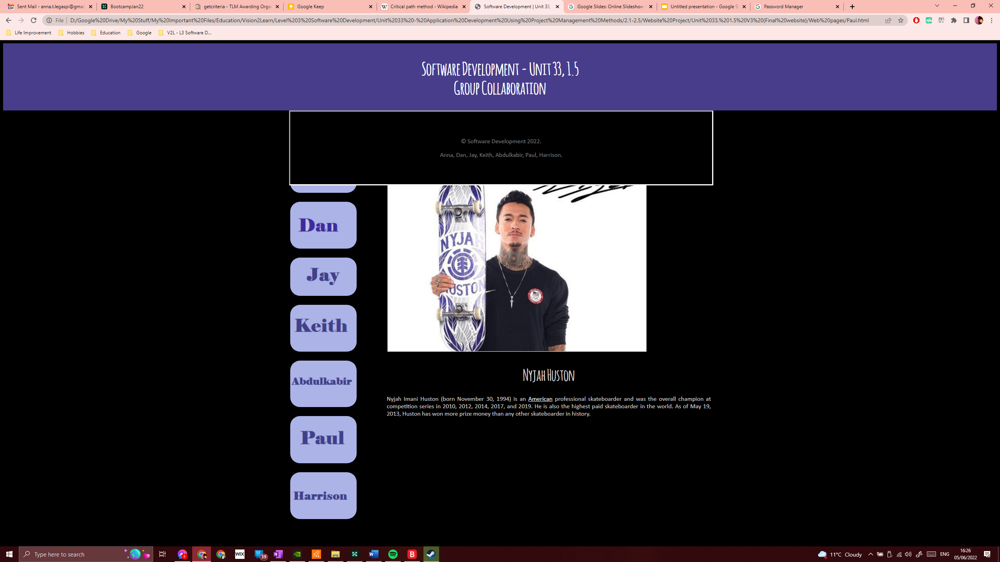 Sent Mail - anna.t.legaspi@gmail
BootcampJan22
getcriteria - TLM Awarding Organ
Google Keep
Critical path method - Wikipedia
Software Development | Unit 33,
Google Slides: Online Slideshow
Untitled presentation - Google Sl
Password Manager
File
D:/Google%20Drive/My%20Stuff/My%20Important%20Files/Education/Vision2Learn/Level%203%20Software%20Development/Unit%2033%20-%20Application%20Development%20Using%20Project%20Management%20Methods/2.1-2.5/Website%20Project/Unit%2033,%201.5%20V3%20(Final%20website)/Web%20pages/Paul.html
Life Improvement
Hobbies
Education
Google
V2L - L3 Software D...
Software Development - Unit 33, 1.5
Group Collaboration
© Software Development 2022.
Anna, Dan, Jay, Keith, Abdulkabir, Paul, Harrison.
Dan
Jay
Keith
Abdulkabir
Paul
Harrison
NYJAH
HUSTON
Nyjah Huston
Nyjah Imani Huston (born November 30, 1994) is an American professional skateboarder and was the overall champion at
competition series in 2010, 2012, 2014, 2017, and 2019. He is also the highest paid skateboarder in the world. As of May 19,
2013, Huston has won more prize money than any other skateboarder in history.
Type here to search
2
WIX
39
N
W
B
11°C Cloudy
ENG
16:26
05/06/2022